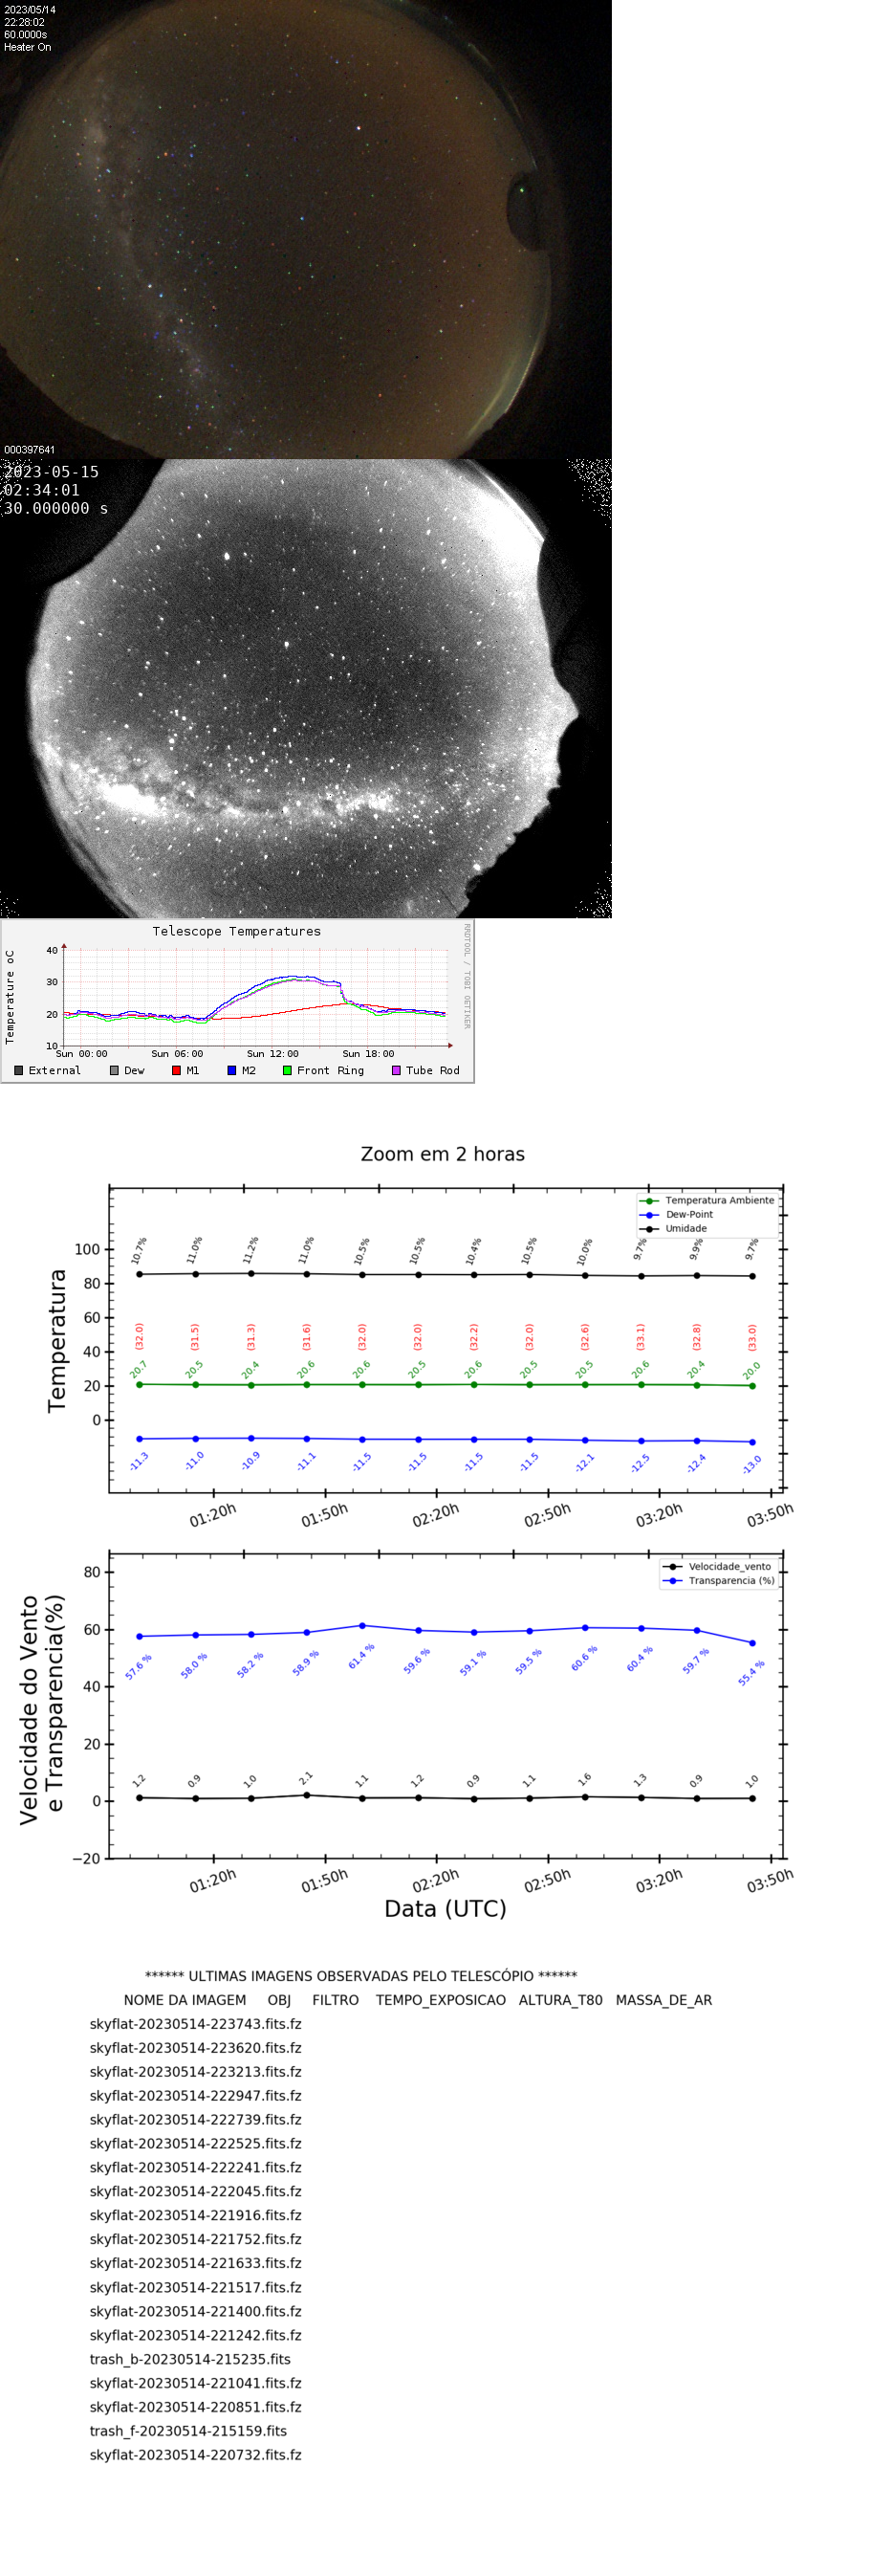 2023/05/14
22:28:02
60.0000s
Heater On
000397641
2023-05-15
02:34:01
30.000000 s
Telescope Temperatures
RRDTOOL / TOBI OETIKER
Temperature oC
40
30
20
10
Sun 00:00 Sun 06:00 Sun 12:00 Sun 18:00
External Dew M1 M2 Front Ring Tube Rod
Zoom em 2 horas
Temperatura Ambiente
Dew-Point
Umidade
Temperatura
100
80
60
40
20
0
10.7% 11.0% 11.2% 11.0% 10.5% 10.5% 10.4% 10.5% 10.0% 9.7% 9.9% 9.7%
(32.0) (31.5) (31.3) (31.6) (32.0) (32.0) (32.2) (32.0) (32.6) (33.1) (32.8) (33.0)
20.7 20.5 20.4 20.6 20.6 20.5 20.6 20.5 20.5 20.6 20.4 20.0
-11.3 -11.0 -10.9 -11.1 -11.5 -11.5 -11.5 -11.5 -12.1 -12.5 -12.4 -13.0
01:20h 01:50h 02:20h 02:50h 03:20h 03:50h
Velocidade_vento
Transparencia (%)
Velocidade do Vento
e Transparencia(%)
80
60
40
20
0
−20
57.6 % 58.0 % 58.2 % 58.9 % 61.4 % 59.6 % 59.1 % 59.5 % 60.6 % 60.4 % 59.7 % 55.4 %
1.2 0.9 1.0 2.1 1.1 1.2 0.9 1.1 1.6 1.3 0.9 1.0
01:20h 01:50h 02:20h 02:50h 03:20h 03:50h
Data (UTC)
****** ULTIMAS IMAGENS OBSERVADAS PELO TELESCÓPIO ******
NOME DA IMAGEM OBJ FILTRO TEMPO_EXPOSICAO ALTURA_T80 MASSA_DE_AR
skyflat-20230514-223743.fits.fz
skyflat-20230514-223620.fits.fz
skyflat-20230514-223213.fits.fz
skyflat-20230514-222947.fits.fz
skyflat-20230514-222739.fits.fz
skyflat-20230514-222525.fits.fz
skyflat-20230514-222241.fits.fz
skyflat-20230514-222045.fits.fz
skyflat-20230514-221916.fits.fz
skyflat-20230514-221752.fits.fz
skyflat-20230514-221633.fits.fz
skyflat-20230514-221517.fits.fz
skyflat-20230514-221400.fits.fz
skyflat-20230514-221242.fits.fz
trash_b-20230514-215235.fits
skyflat-20230514-221041.fits.fz
skyflat-20230514-220851.fits.fz
trash_f-20230514-215159.fits
skyflat-20230514-220732.fits.fz